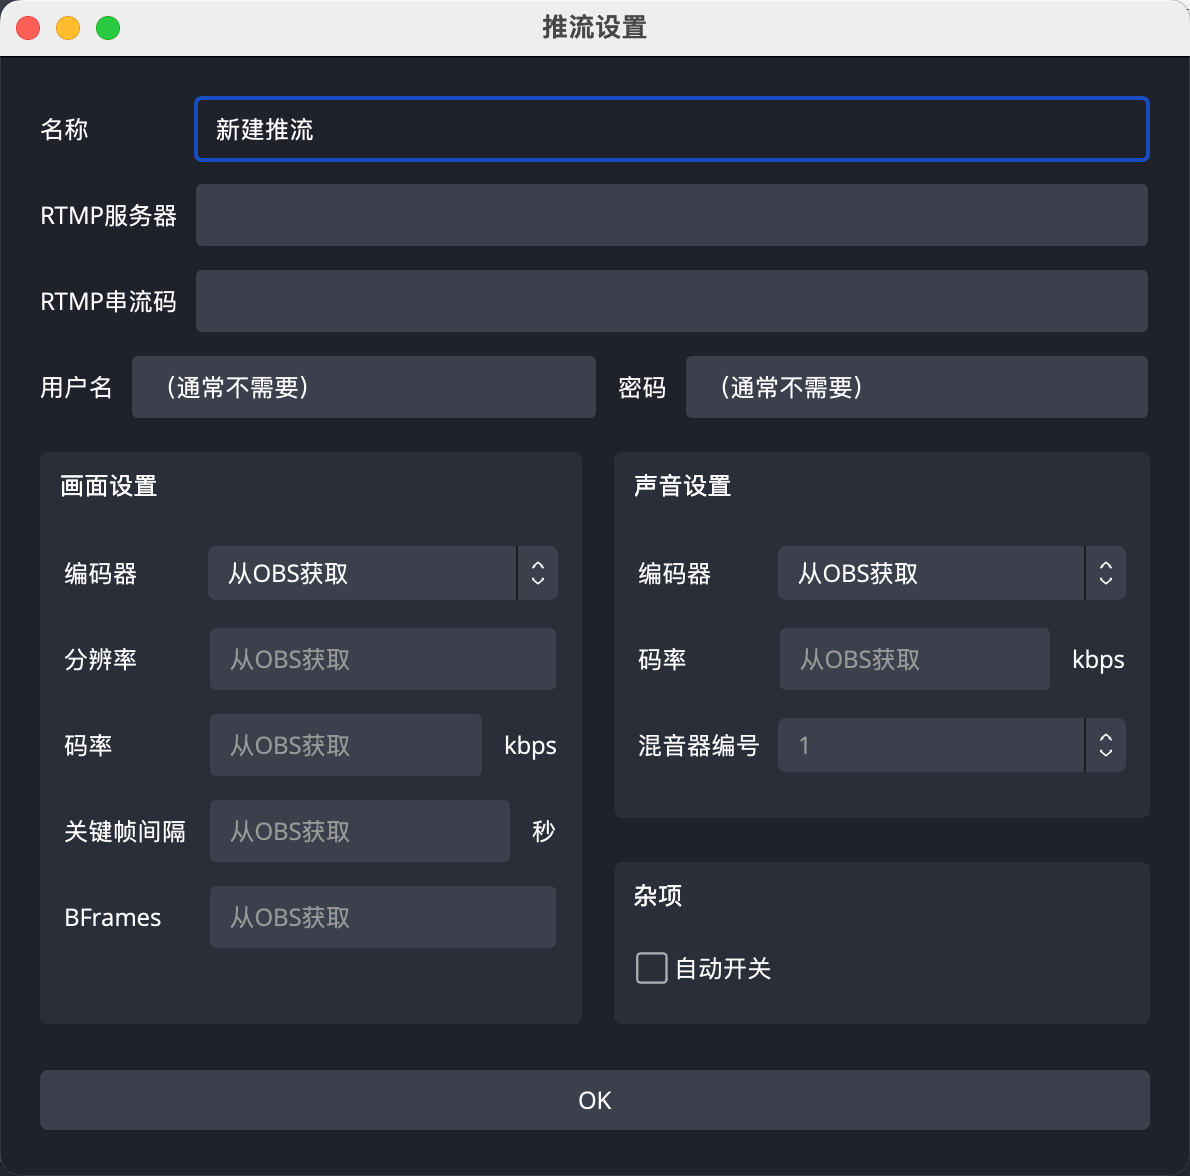 推流设置
名称 新建推流
RTMP服务器
RTMP串流码
用户名 （通常不需要） 密码 （通常不需要）
画面设置
编码器 从OBS获取
分辨率 从OBS获取
码率 从OBS获取 kbps
关键帧间隔 从OBS获取 秒
BFrames 从OBS获取
声音设置
编码器 从OBS获取
码率 从OBS获取 kbps
混音器编号 1
杂项
自动开关
OK